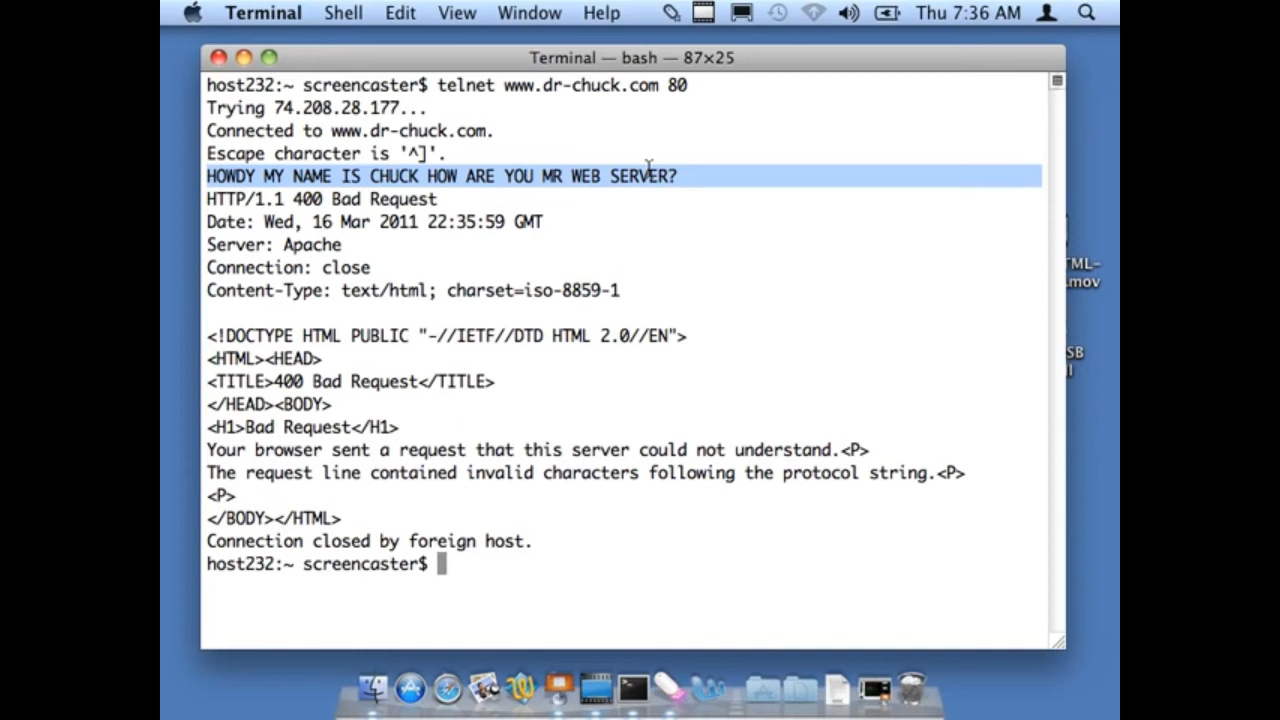 Terminal Shell Edit View Window Help Thu 7:36 AM
Terminal — bash — 87×25
host232:~ screencaster$ telnet www.dr-chuck.com 80
Trying 74.208.28.177...
Connected to www.dr-chuck.com.
Escape character is '^]'.
HOWDY MY NAME IS CHUCK HOW ARE YOU MR WEB SERVER?
HTTP/1.1 400 Bad Request
Date: Wed, 16 Mar 2011 22:35:59 GMT
Server: Apache
Connection: close
Content-Type: text/html; charset=iso-8859-1
<!DOCTYPE HTML PUBLIC "-//IETF//DTD HTML 2.0//EN">
<HTML><HEAD>
<TITLE>400 Bad Request</TITLE>
</HEAD><BODY>
<H1>Bad Request</H1>
Your browser sent a request that this server could not understand.<P>
The request line contained invalid characters following the protocol string.<P>
<P>
</BODY></HTML>
Connection closed by foreign host.
host232:~ screencaster$
TML-
.mov
SB